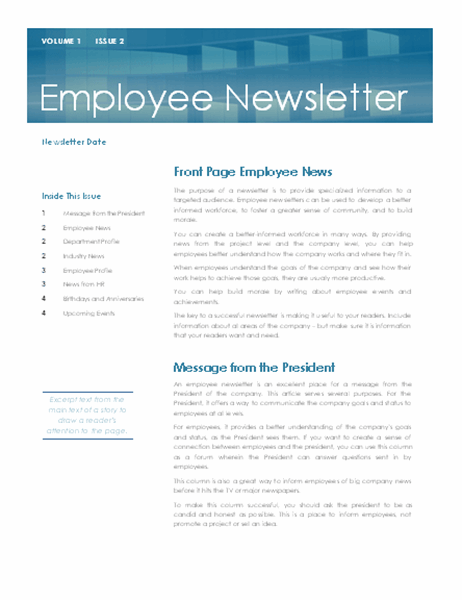 VOLUME 1 ISSUE 2
Employee Newsletter
Newsletter Date
Inside This Issue
1 Message from the President
2 Employee News
2 Department Profile
2 Industry News
3 Employee Profile
3 News from HR
4 Birthdays and Anniversaries
4 Upcoming Events
Excerpt text from the
main text of a story to
draw a reader's
attention to the page.
Front Page Employee News
The purpose of a newsletter is to provide specialized information to a
targeted audience. Employee newsletters can be used to develop a better
informed workforce, to foster a greater sense of community, and to build
morale.
You can create a better-informed workforce in many ways. By providing
news from the project level and the company level, you can help
employees better understand how the company works and where they fit in.
When employees understand the goals of the company and see how their
work helps to achieve those goals, they are usually more productive.
You can help build morale by writing about employee events and
achievements.
The key to a successful newsletter is making it useful to your readers. Include
information about all areas of the company - but make sure it is information
that your readers want and need.
Message from the President
An employee newsletter is an excellent place for a message from the
President of the company. This article serves several purposes. For the
President, it offers a way to communicate the company goals and status to
employees at all levels.
For employees, it provides a better understanding of the company's goals
and status, as the President sees them. If you want to create a sense of
connection between employees and the president, you can use this column
as a forum wherein the President can answer questions sent in by
employees.
This column is also a great way to inform employees of big company news
before it hits the TV or major newspapers.
To make this column successful, you should ask the president to be as
candid and honest as possible. This is a place to inform employees, not
promote a project or sell an idea.